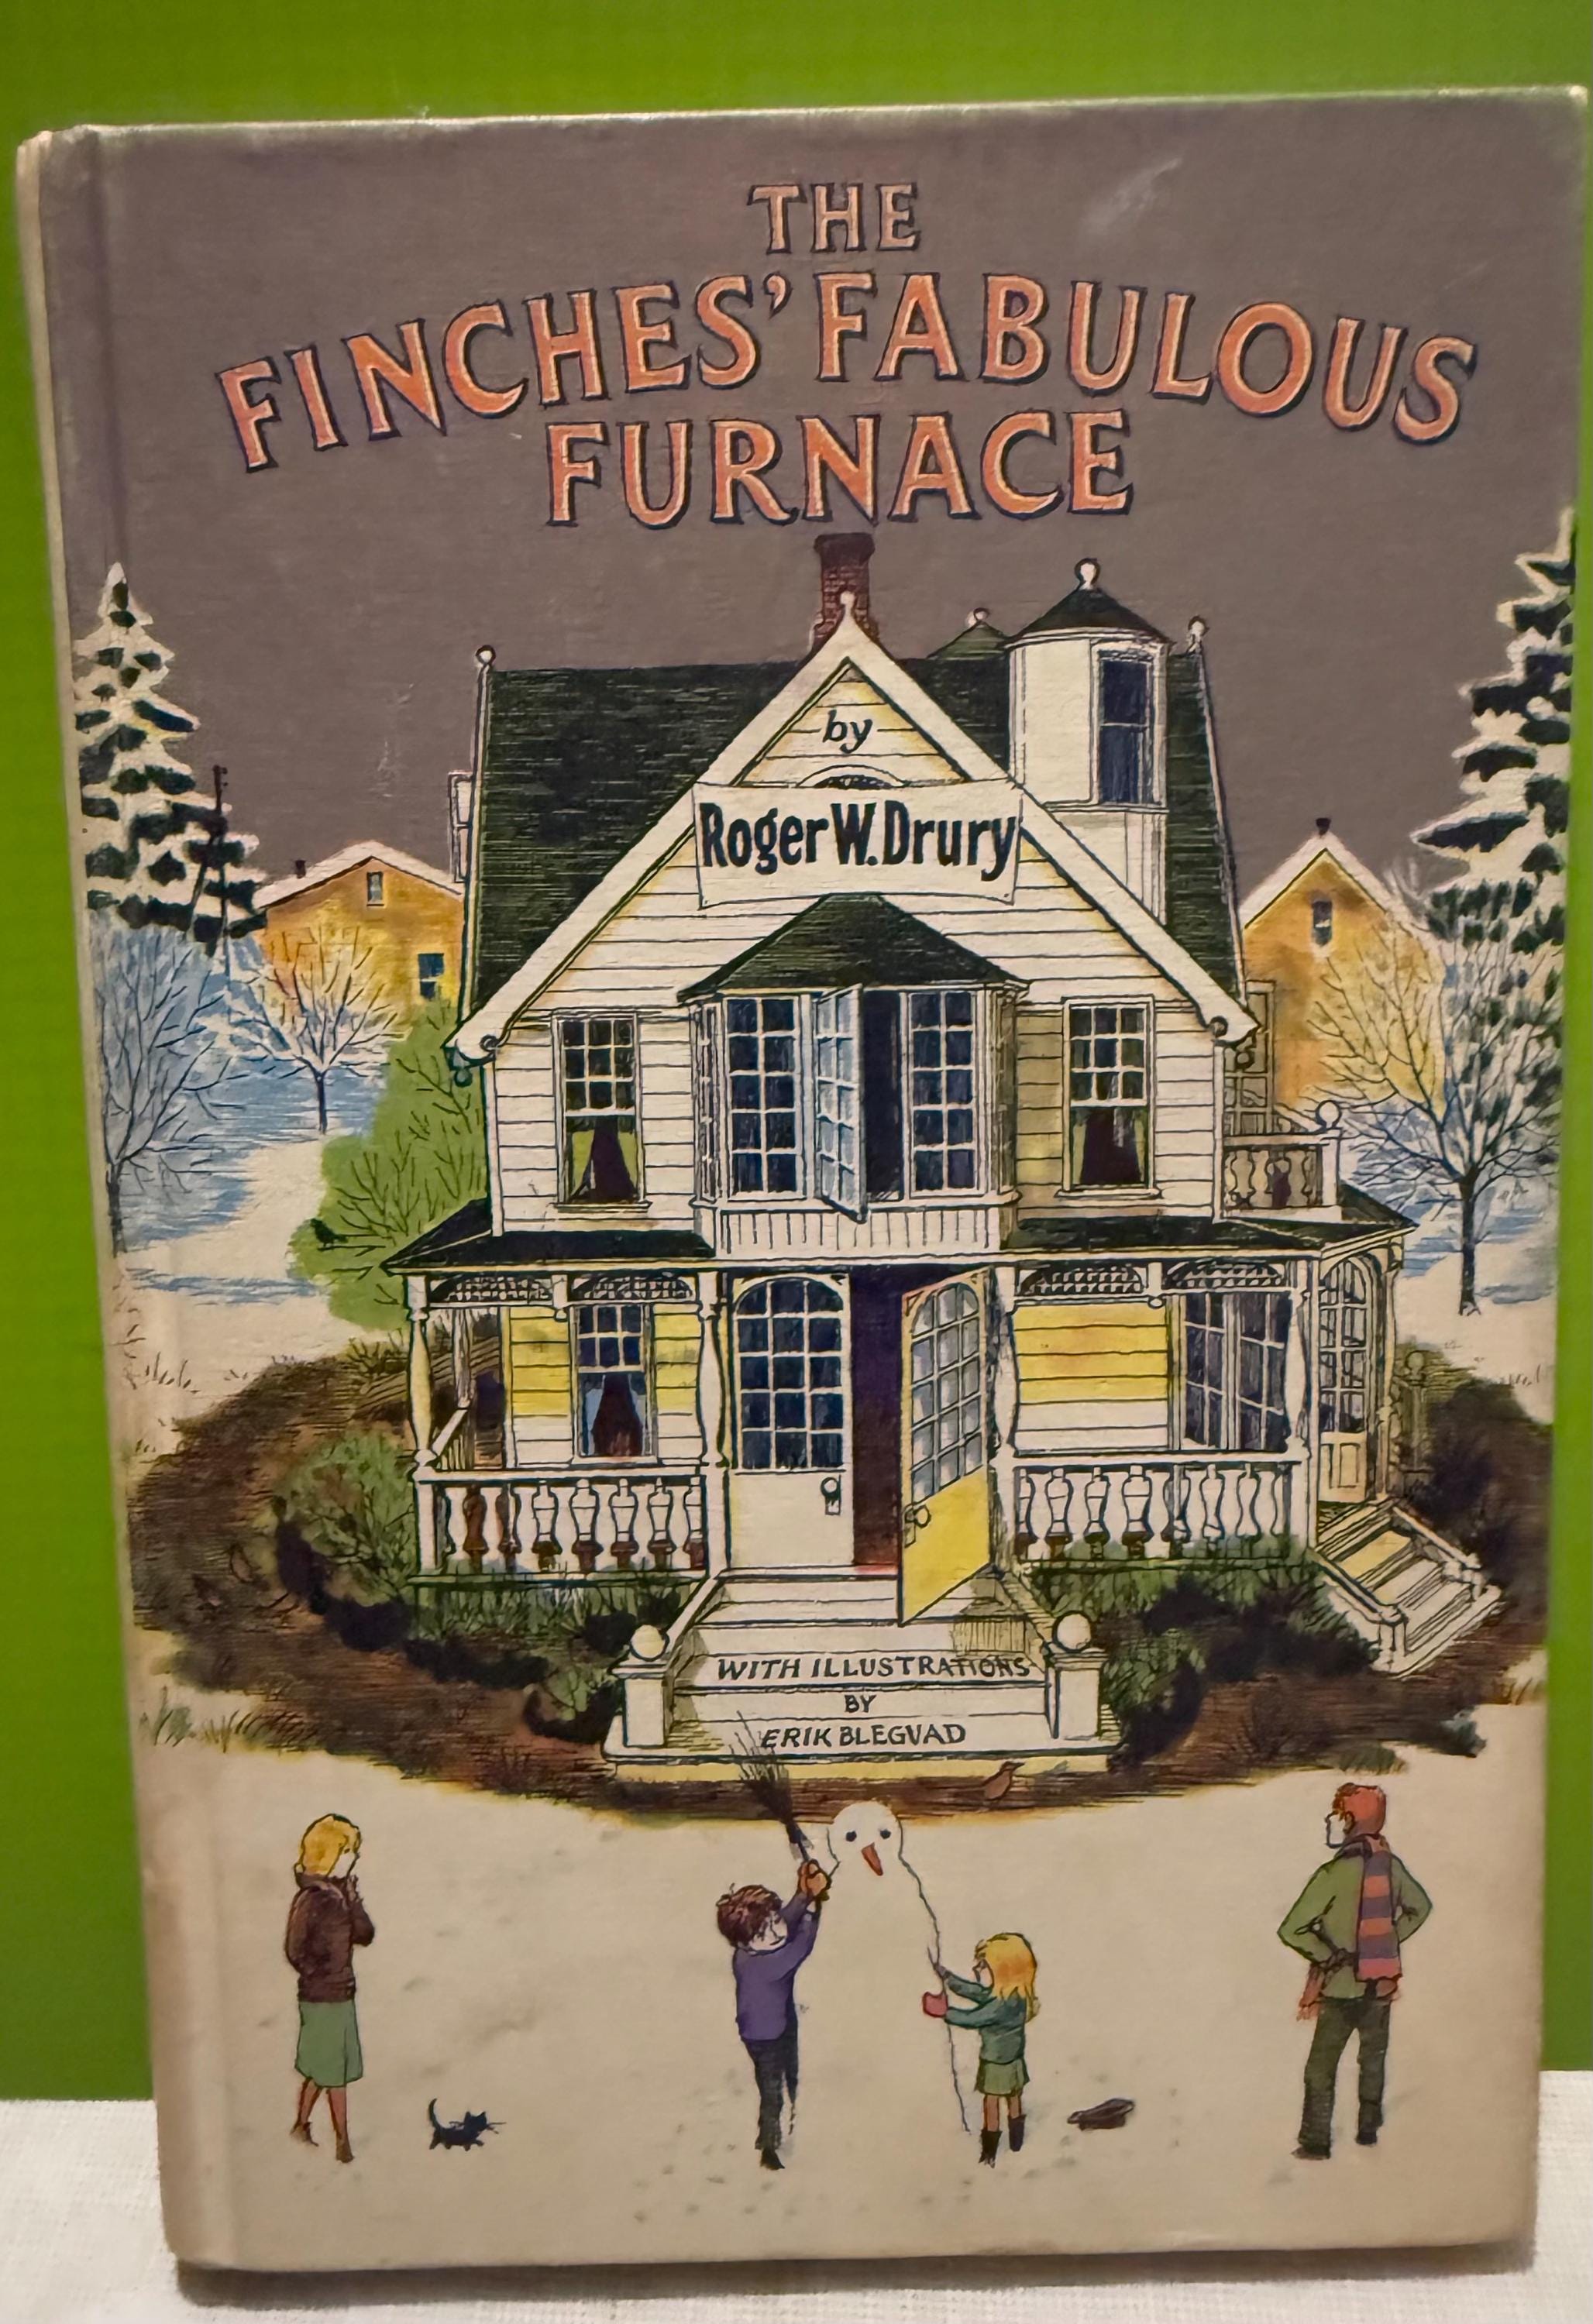 THE
FINCHES' FABULOUS
FURNACE
by
Roger W. Drury
WITH ILLUSTRATIONS
BY
ERIK BLEGVAD